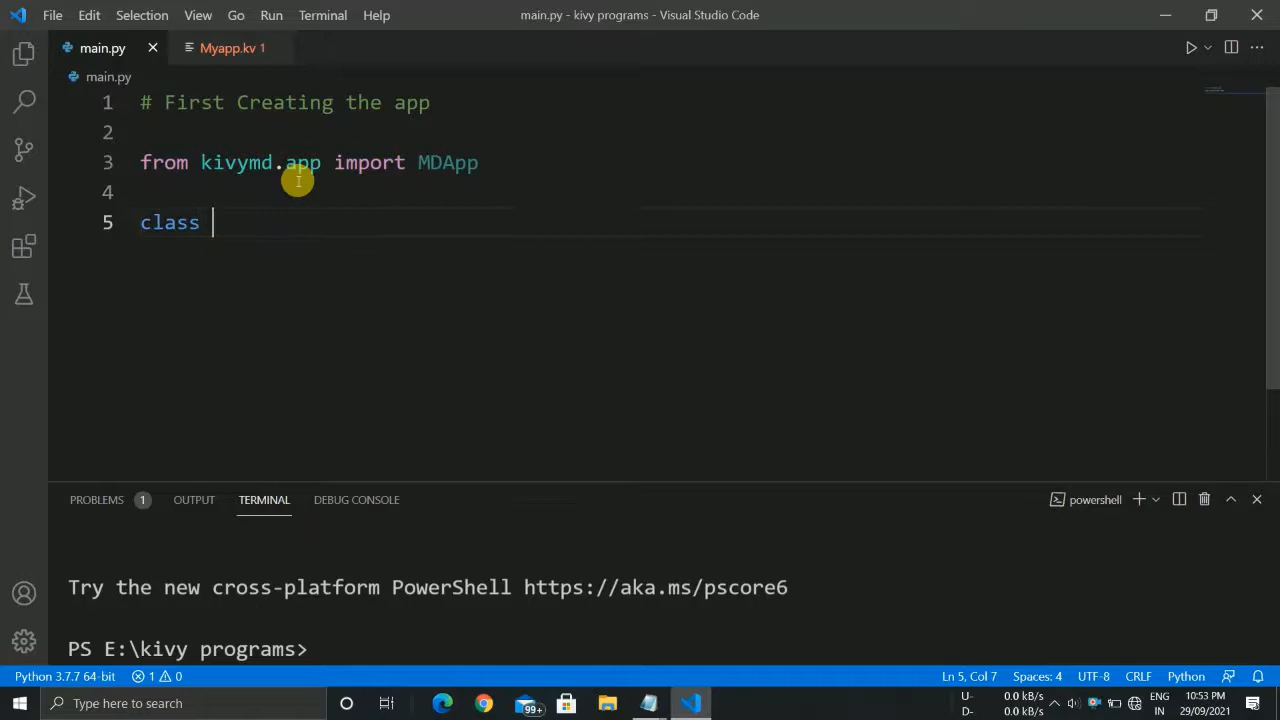 File Edit Selection View Go Run Terminal Help main.py - kivy programs - Visual Studio Code
main.py Myapp.kv 1
main.py
1 # First Creating the app
2
3 from kivymd.app import MDApp
4
5 class
PROBLEMS 1 OUTPUT TERMINAL DEBUG CONSOLE powershell
Try the new cross-platform PowerShell https://aka.ms/pscore6
PS E:\kivy programs>
Python 3.7.7 64-bit 1 0 Ln 5, Col 7 Spaces: 4 UTF-8 CRLF Python
Type here to search 99+ U: 0.0 kB/s ENG 10:53 PM
D: 0.0 kB/s IN 29/09/2021